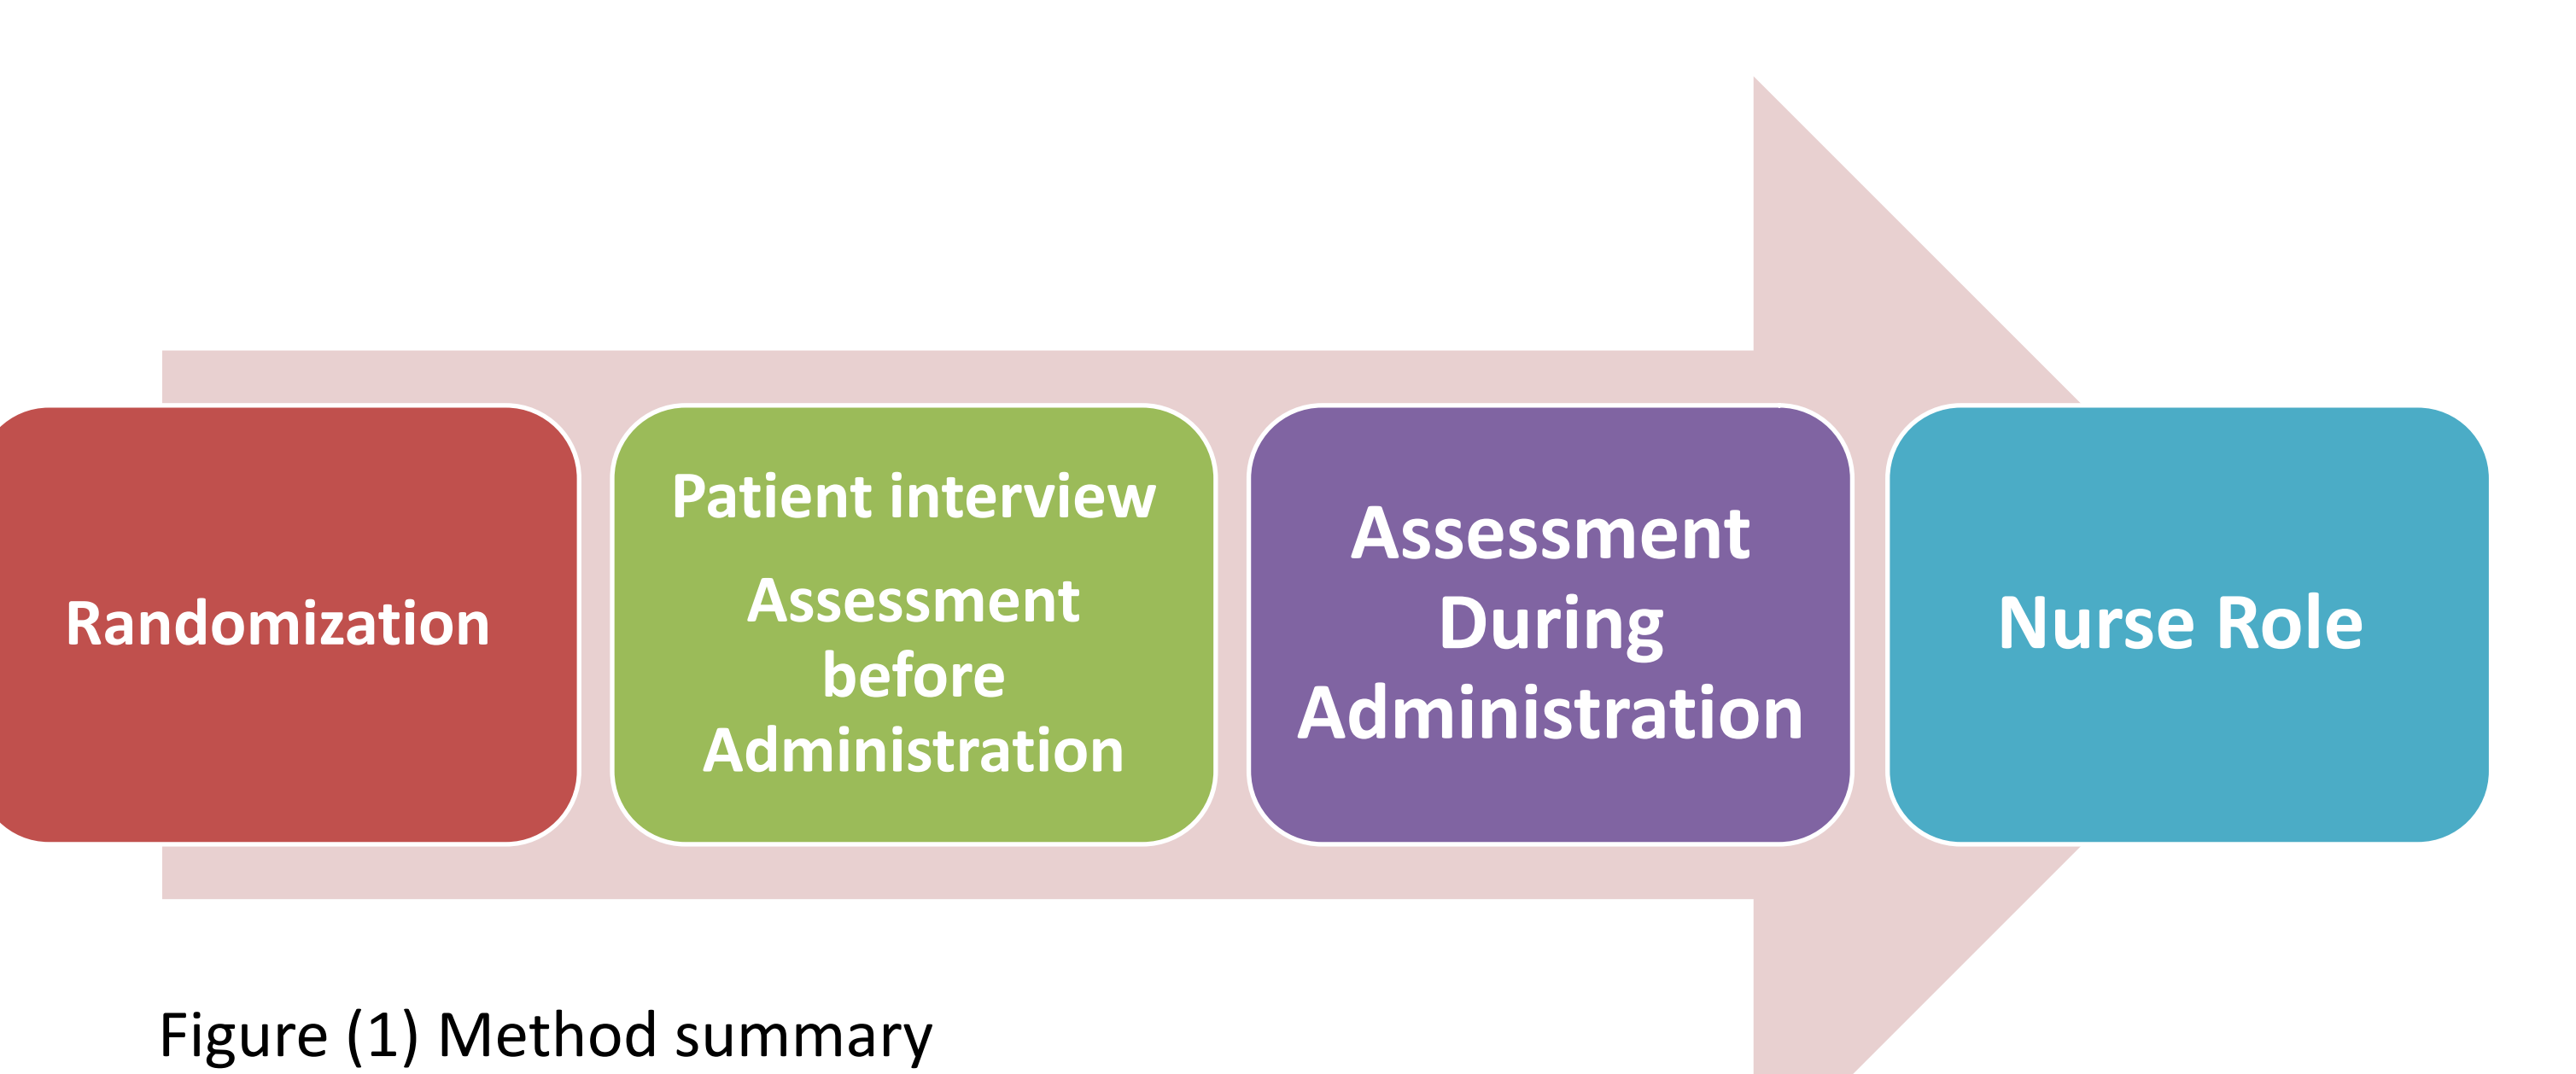 Randomization
Patient interview
Assessment
before
Administration
Assessment
During
Administration
Nurse Role
Figure (1) Method summary